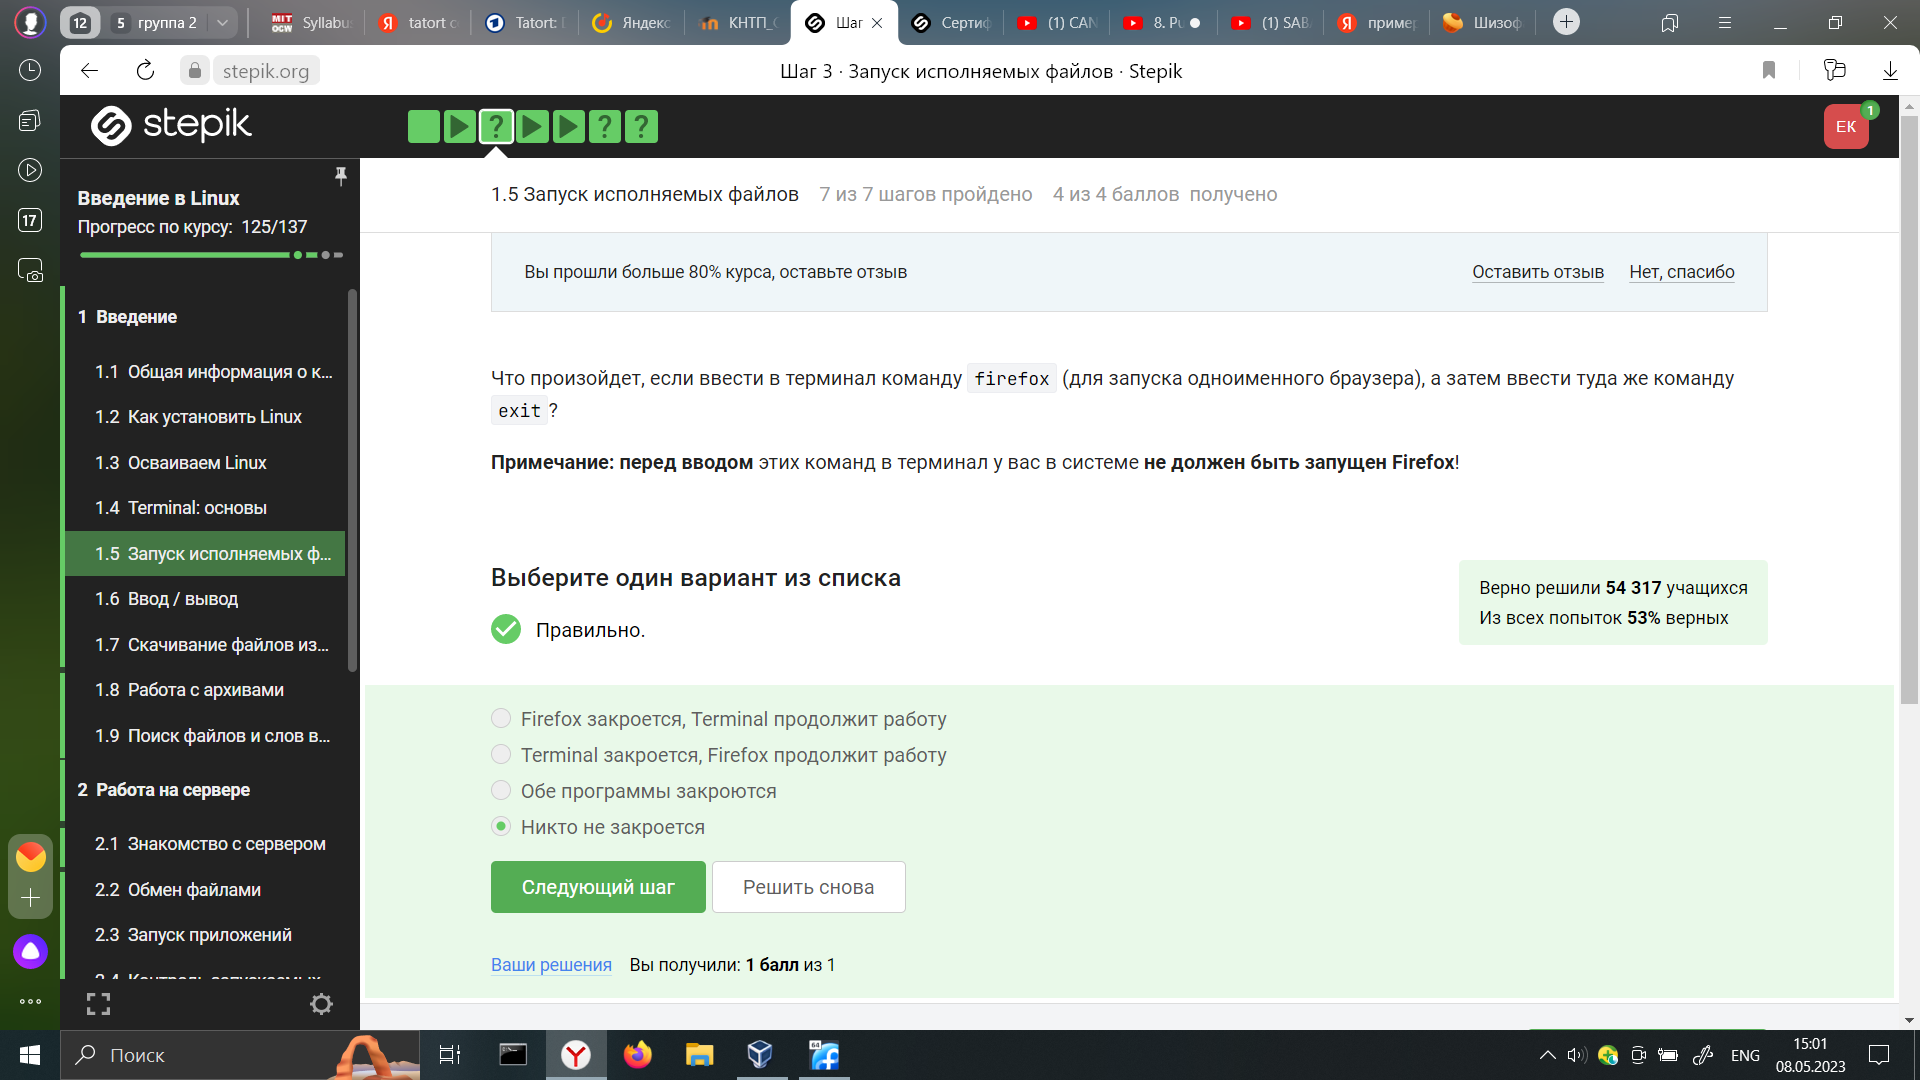 12
5 группа 2
MIT OCW Syllabu
tatort
Tatort:
Яндекс
КНТП_
Шаг
Сертиф
(1) CAN
8. Pu
(1) SAB
пример
Шизоф
stepik.org
Шаг 3 · Запуск исполняемых файлов · Stepik
17
stepik
? ? ?
EK
1
Введение в Linux
Прогресс по курсу: 125/137
1 Введение
1.1 Общая информация о к...
1.2 Как установить Linux
1.3 Осваиваем Linux
1.4 Terminal: основы
1.5 Запуск исполняемых ф...
1.6 Ввод / вывод
1.7 Скачивание файлов из...
1.8 Работа с архивами
1.9 Поиск файлов и слов в...
2 Работа на сервере
2.1 Знакомство с сервером
2.2 Обмен файлами
2.3 Запуск приложений
1.5 Запуск исполняемых файлов 7 из 7 шагов пройдено 4 из 4 баллов получено
Вы прошли больше 80% курса, оставьте отзыв Оставить отзыв Нет, спасибо
Что произойдет, если ввести в терминал команду firefox (для запуска одноименного браузера), а затем ввести туда же команду
exit ?
Примечание: перед вводом этих команд в терминал у вас в системе не должен быть запущен Firefox!
Выберите один вариант из списка
Правильно.
Верно решили 54 317 учащихся
Из всех попыток 53% верных
Firefox закроется, Terminal продолжит работу
Terminal закроется, Firefox продолжит работу
Обе программы закроются
Никто не закроется
Следующий шаг Решить снова
Ваши решения Вы получили: 1 балл из 1
Поиск
64
ENG
15:01
08.05.2023